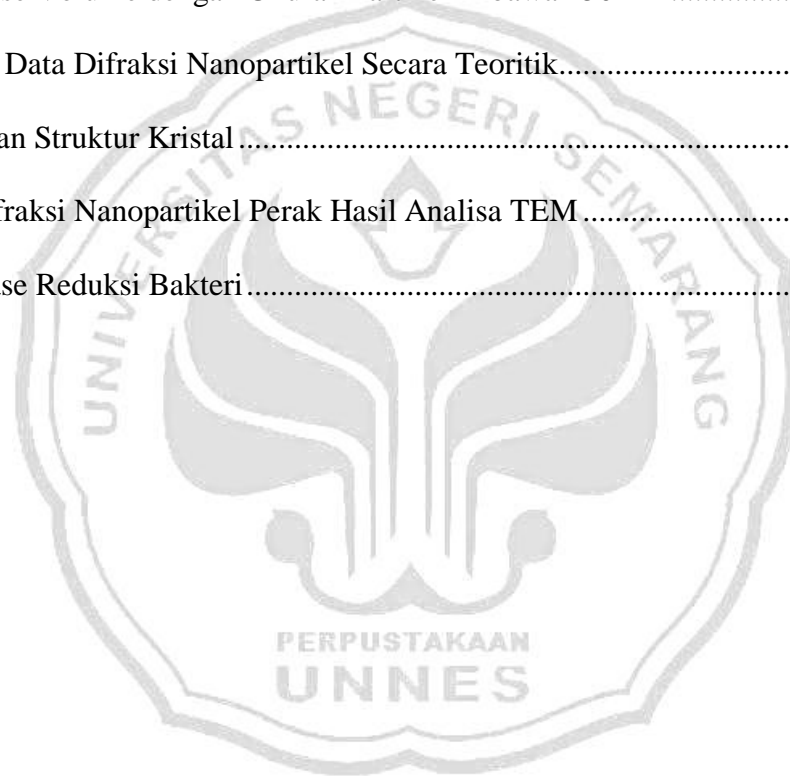 Data Difraksi Nanopartikel Secara Teoritik..............................
an Struktur Kristal......................................................................
fraksi Nanopartikel Perak Hasil Analisa TEM..........................
se Reduksi Bakteri.....................................................................
UNIVERSITAS NEGERI SEMARANG
PERPUSTAKAAN
UNNES